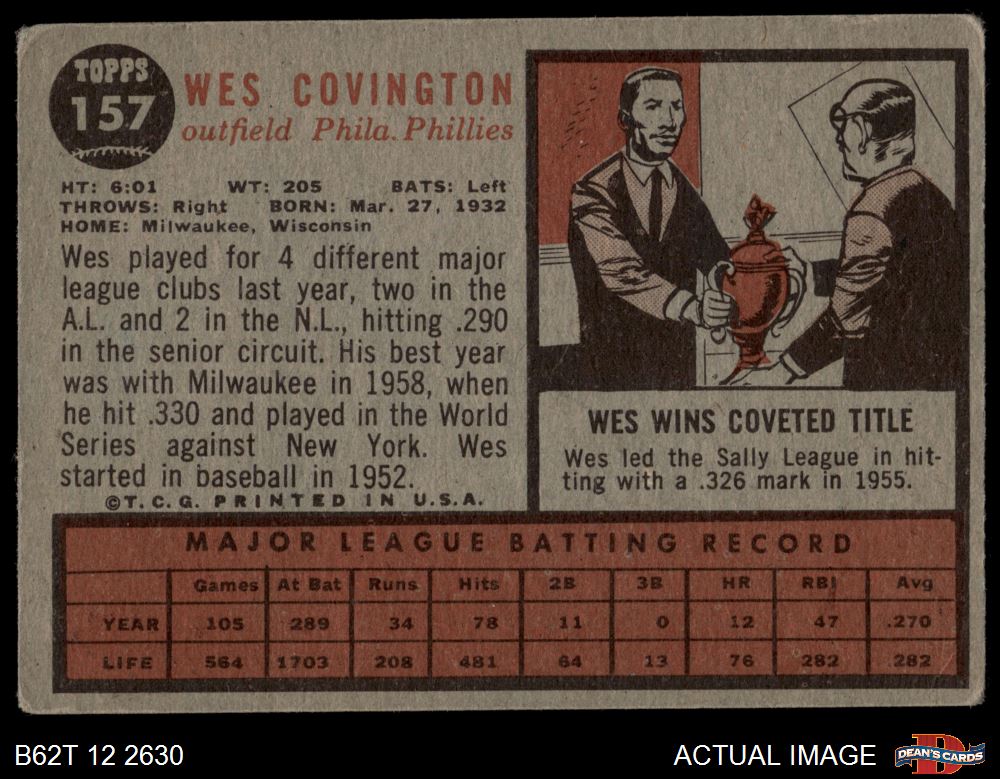 TOPPS
157
WES COVINGTON
outfield Phila. Phillies
HT: 6:01 WT: 205 BATS: Left
THROWS: Right BORN: Mar. 27, 1932
HOME: Milwaukee, Wisconsin
Wes played for 4 different major
league clubs last year, two in the
A.L. and 2 in the N.L., hitting .290
in the senior circuit. His best year
was with Milwaukee in 1958, when
he hit .330 and played in the World
Series against New York. Wes
started in baseball in 1952.
©T.C.G. PRINTED IN U.S.A.
WES WINS COVETED TITLE
Wes led the Sally League in hit-
ting with a .326 mark in 1955.
MAJOR LEAGUE BATTING RECORD
Games At Bat Runs Hits 2B 3B HR RBI Avg
YEAR 105 289 34 78 11 0 12 47 .270
LIFE 564 1703 208 481 64 13 76 282 .282
B62T 12 2630 ACTUAL IMAGE DEAN'S CARDS